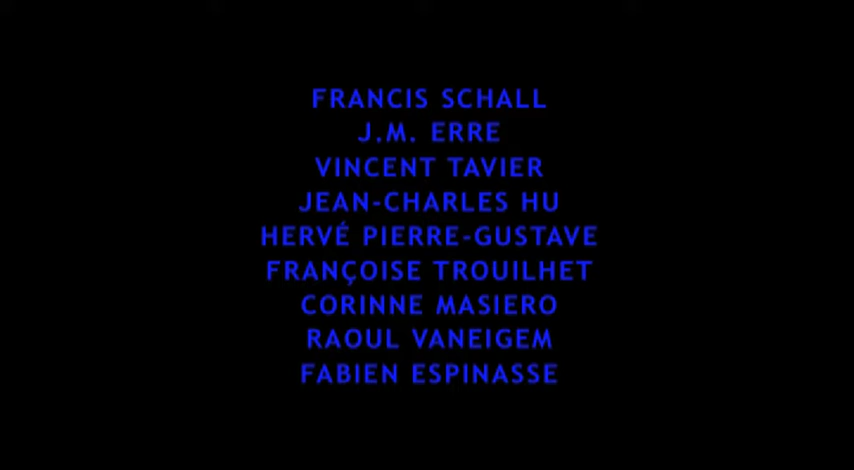 FRANCIS SCHALL
J.M. ERRE
VINCENT TAVIER
JEAN-CHARLES HU
HERVÉ PIERRE-GUSTAVE
FRANÇOISE TROUILHET
CORINNE MASIERO
RAOUL VANEIGEM
FABIEN ESPINASSE